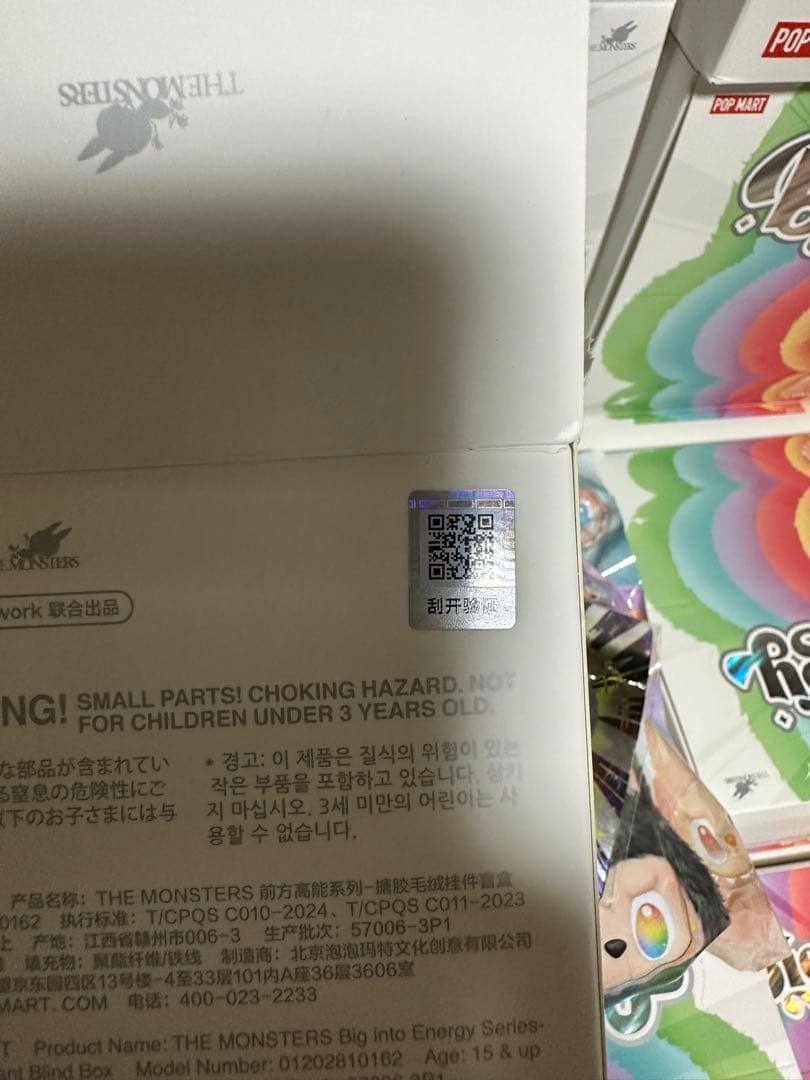 THE MONSTERS
THE MONSTERS
POP
POP MART
刮开验证
MONSTERS
work 联合出品
NG! SMALL PARTS! CHOKING HAZARD. NOT
FOR CHILDREN UNDER 3 YEARS OLD.
な部品が含まれてい
る窒息の危険性にご
以下のお子さまには与
* 경고: 이 제품은 질식의 위험이 있는
작은 부품을 포함하고 있습니다. 삼키
지 마십시오. 3세 미만의 어린이는 사
용할 수 없습니다.
产品名称: THE MONSTERS 前方高能系列-搪胶毛绒挂件盲盒
0162 执行标准: T/CPQS C010-2024、T/CPQS C011-2023
上 产地: 江西省赣州市006-3 生产批次: 57006-3P1
填充物: 聚酯纤维/铁线 制造商: 北京泡泡玛特文化创意有限公司
望京东园四区13号楼-4至33层101内A座36层3606室
MART. COM 电话: 400-023-2233
T Product Name: THE MONSTERS Big into Energy Series-
ant Blind Box Model Number: 01202810162 Age: 15 & up